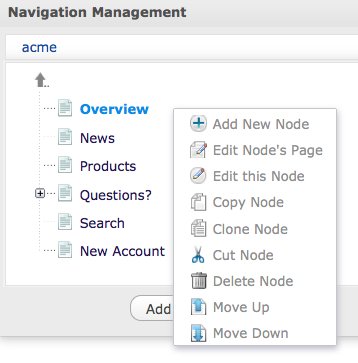 Navigation Management
acme
Overview
News
Products
Questions?
Search
New Account
Add
Add New Node
Edit Node's Page
Edit this Node
Copy Node
Clone Node
Cut Node
Delete Node
Move Up
Move Down